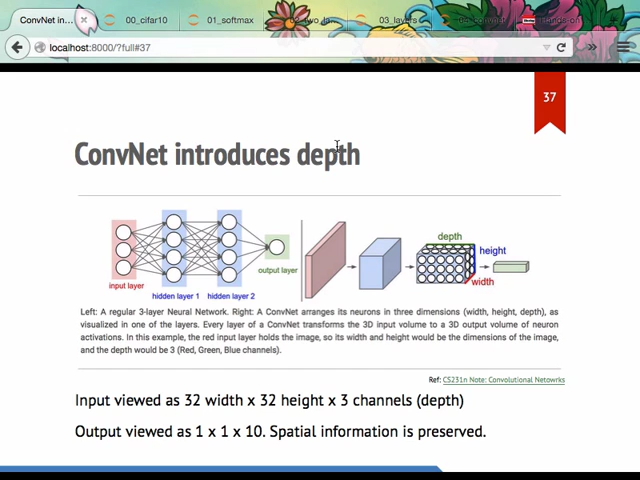 ConvNet in...
00_cifar10
01_softmax
03_layers
localhost:8000/?full#37
37
ConvNet introduces depth
input layer
hidden layer 1
hidden layer 2
output layer
depth
height
width
Left: A regular 3-layer Neural Network. Right: A ConvNet arranges its neurons in three dimensions (width, height, depth), as
visualized in one of the layers. Every layer of a ConvNet transforms the 3D input volume to a 3D output volume of neuron
activations. In this example, the red input layer holds the image, so its width and height would be the dimensions of the image,
and the depth would be 3 (Red, Green, Blue channels).
Ref: CS231n Note: Convolutional Netowrks
Input viewed as 32 width x 32 height x 3 channels (depth)
Output viewed as 1 x 1 x 10. Spatial information is preserved.